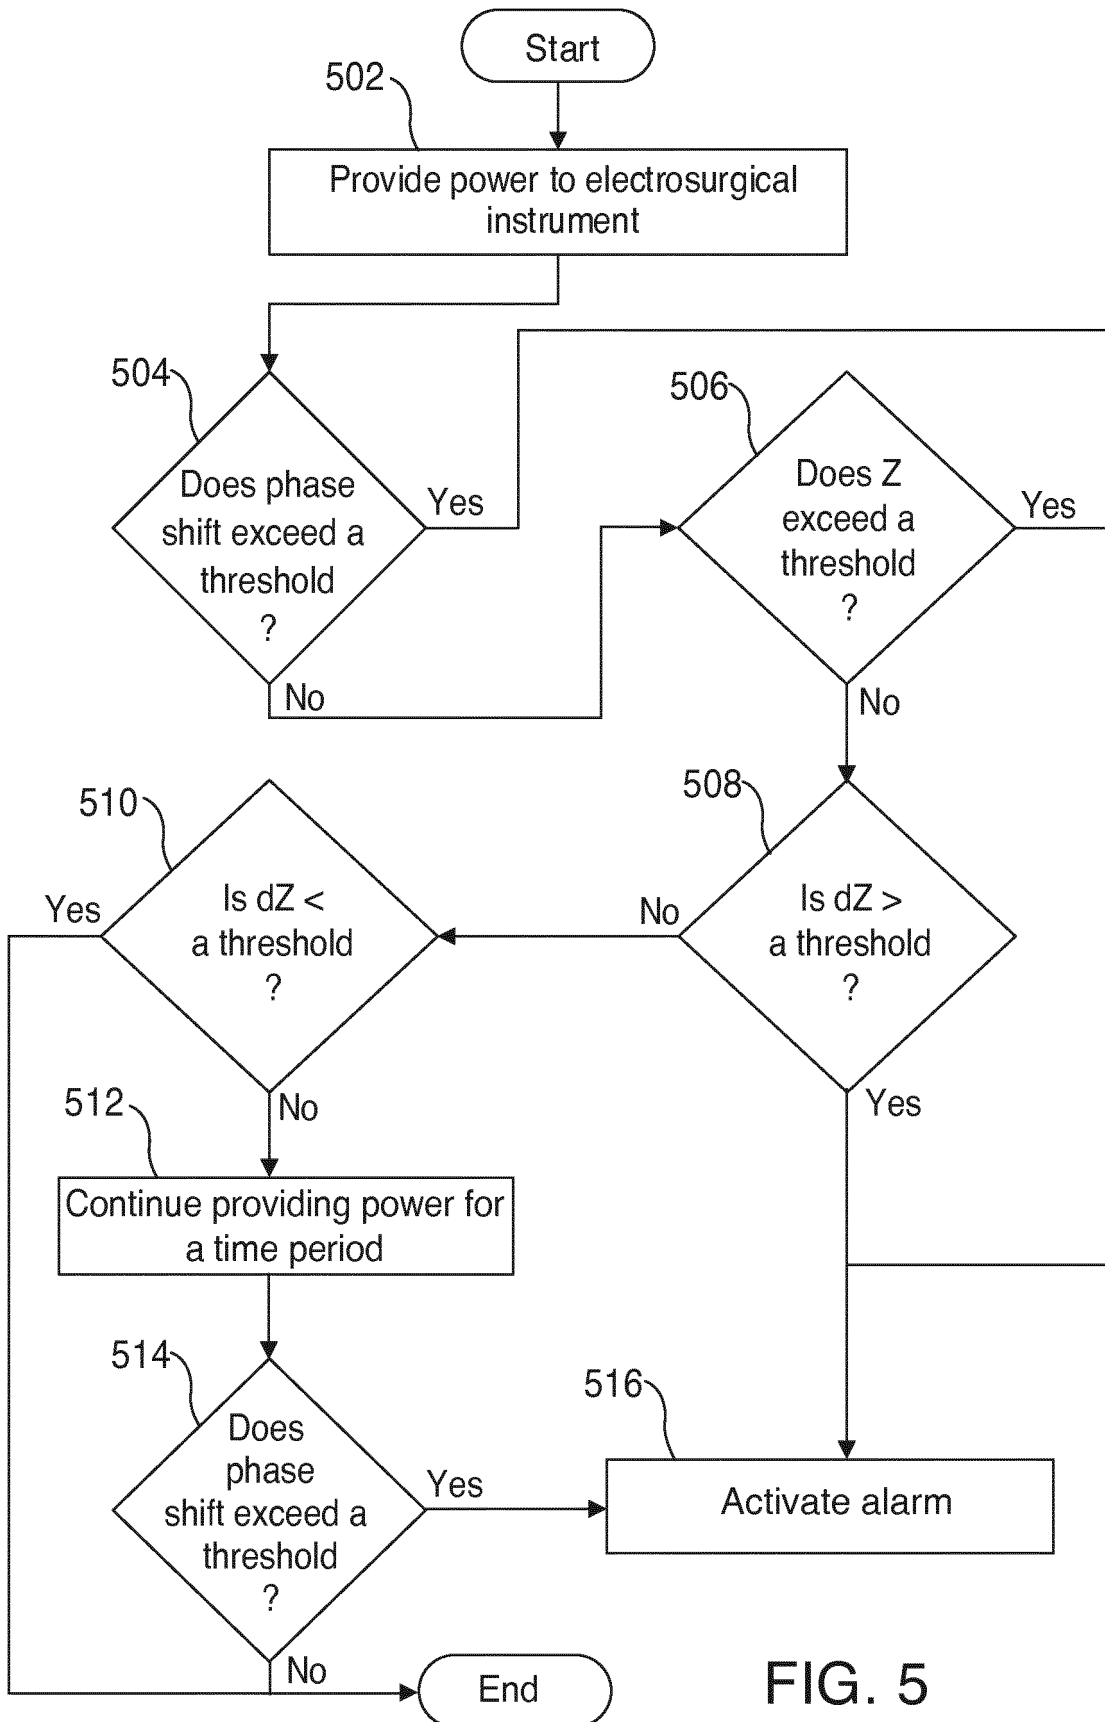 Start
502
Provide power to electrosurgical
instrument
504
Does phase
shift exceed a
threshold
?
Yes
No
506
Does Z
exceed a
threshold
?
Yes
No
508
Is dZ >
a threshold
?
No
Yes
510
Is dZ <
a threshold
?
Yes
No
512
Continue providing power for
a time period
514
Does
phase
shift exceed a
threshold
?
Yes
No
516
Activate alarm
End
FIG. 5